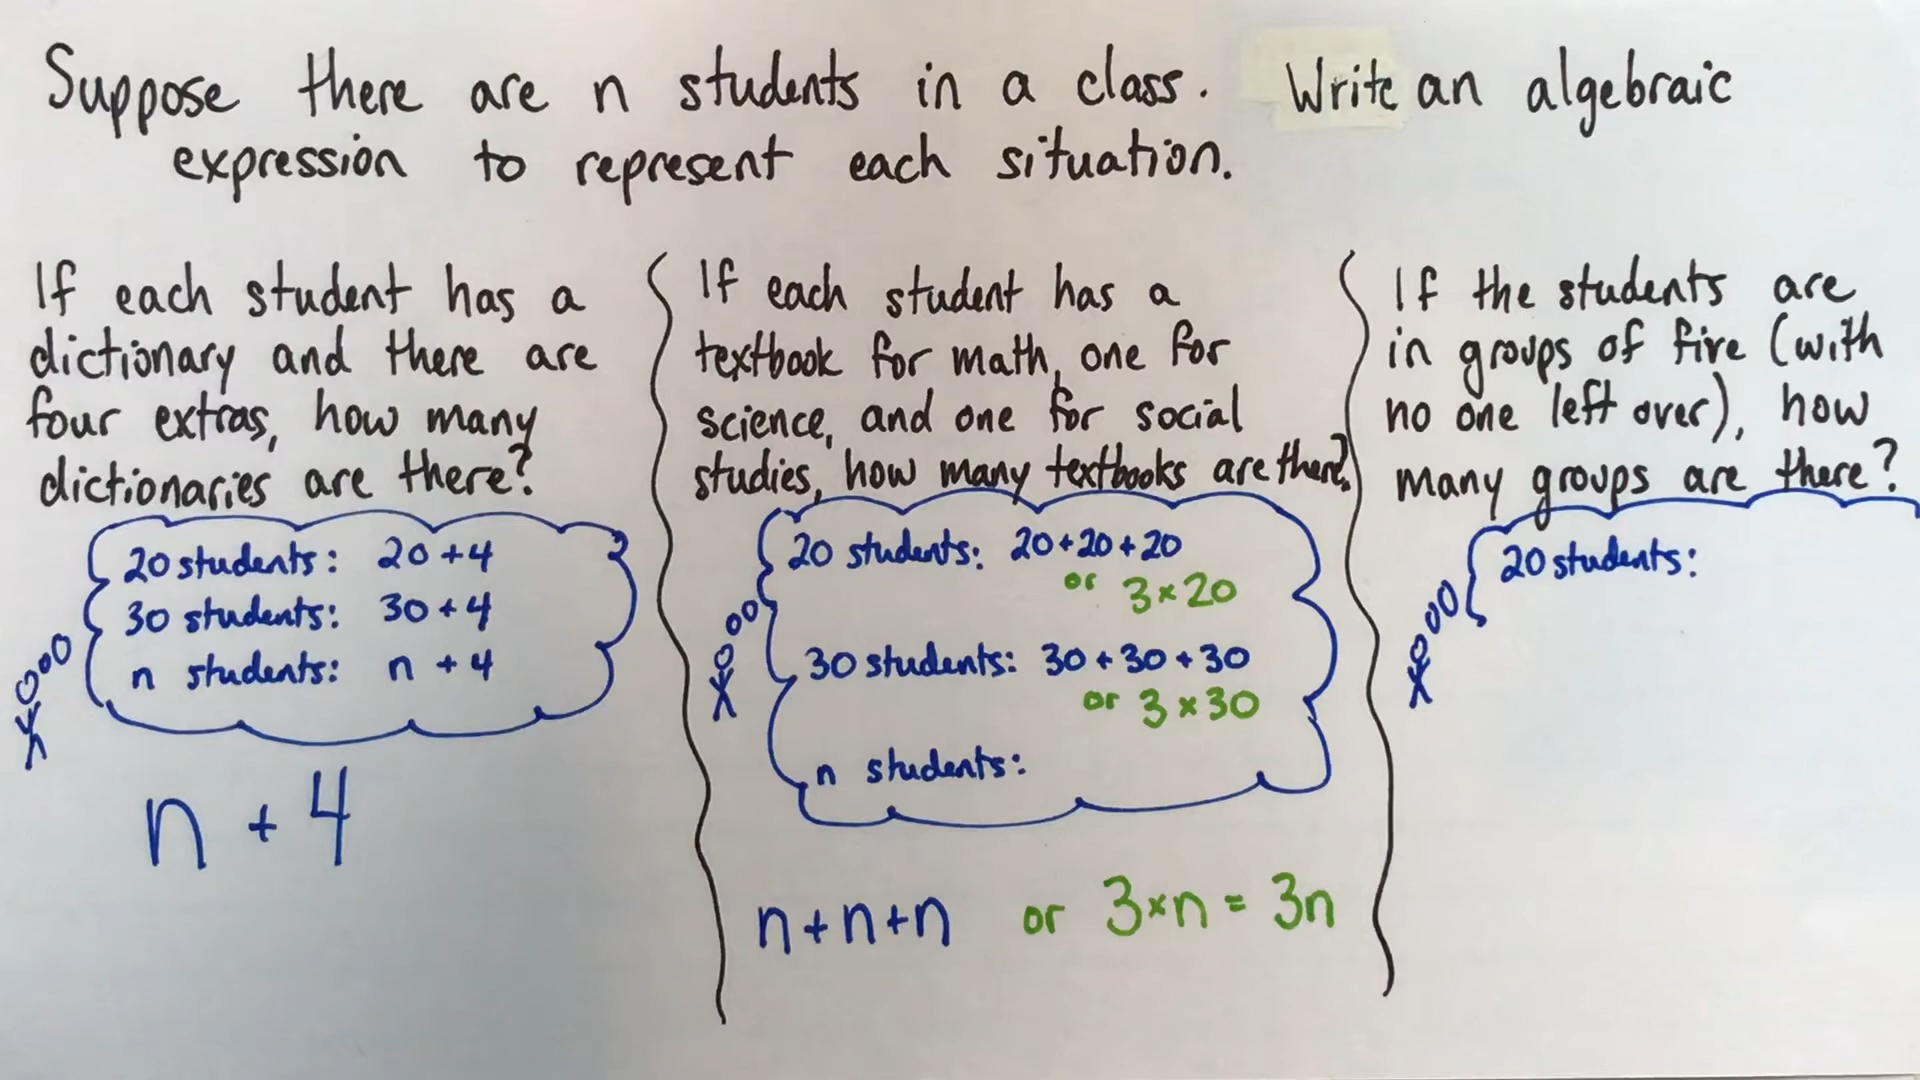 Suppose there are n students in a class. Write an algebraic
expression to represent each situation.
If each student has a
dictionary and there are
four extras, how many
dictionaries are there?
20 students: 20 + 4
30 students: 30 + 4
n students: n + 4
n + 4
If each student has a
textbook for math, one for
science, and one for social
studies, how many textbooks are there?
20 students: 20 + 20 + 20
or 3 × 20
30 students: 30 + 30 + 30
or 3 × 30
n students:
n + n + n or 3 × n = 3n
If the students are
in groups of five (with
no one left over), how
many groups are there?
20 students: